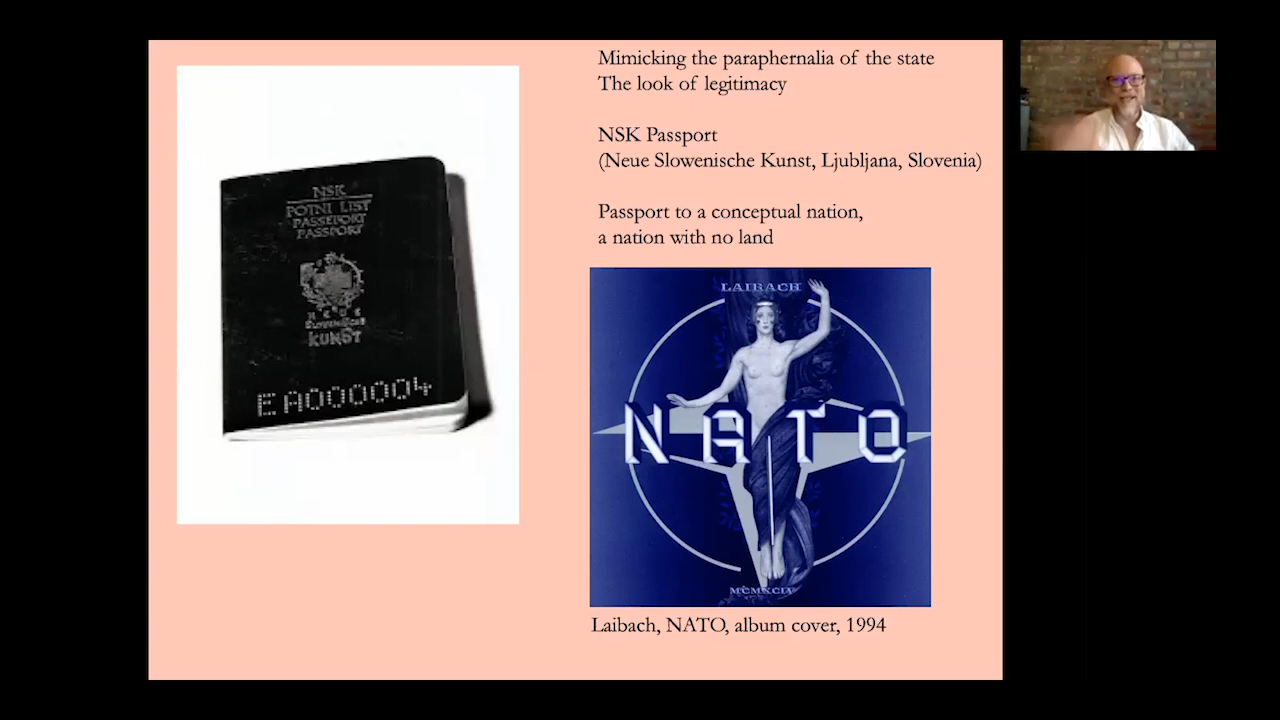 Mimicking the paraphernalia of the state
The look of legitimacy
NSK Passport
(Neue Slowenische Kunst, Ljubljana, Slovenia)
Passport to a conceptual nation,
a nation with no land
NSK
POTNI LIST
PASSEPORT
PASSPORT
NEUE
SLOWENISCHE
KUNST
EA000004
LAIBACH
NATO
MCMXCIV
Laibach, NATO, album cover, 1994